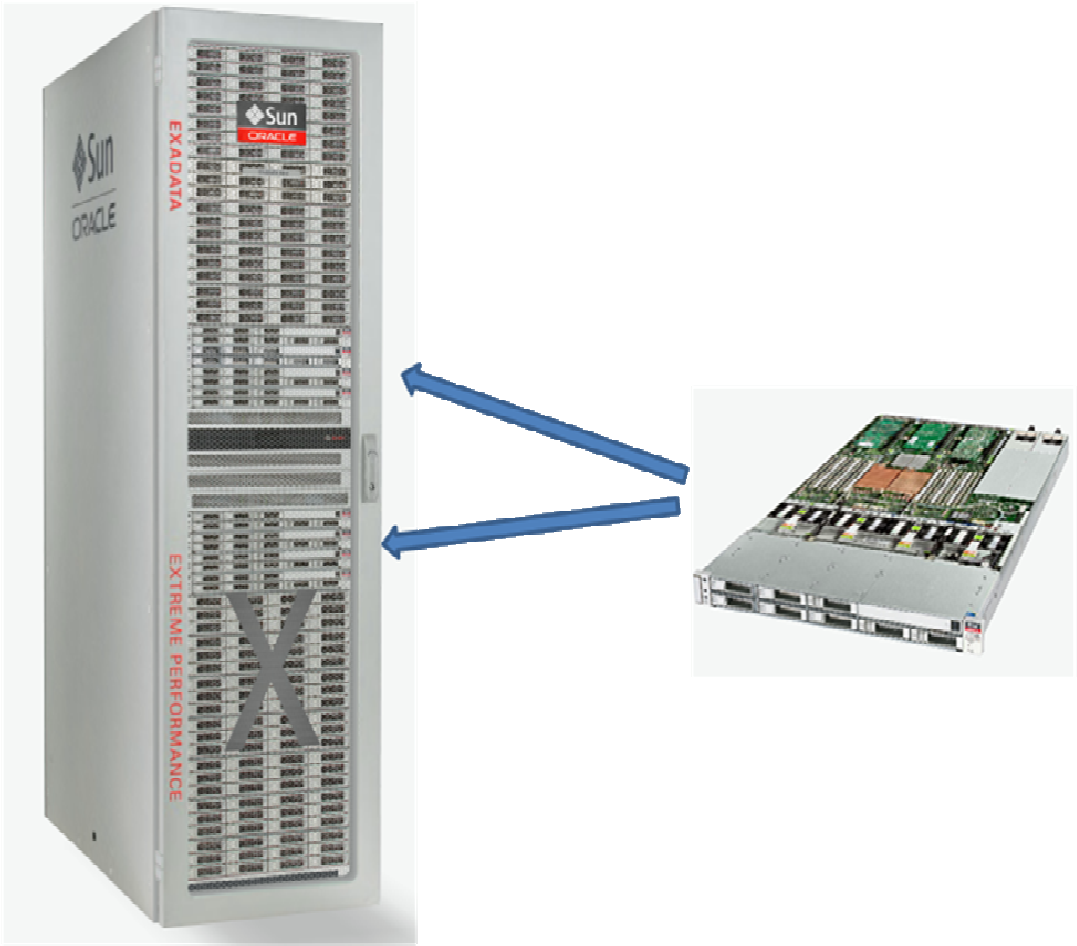 Sun
ORACLE
EXADATA
Sun
ORACLE
EXTREME PERFORMANCE
X